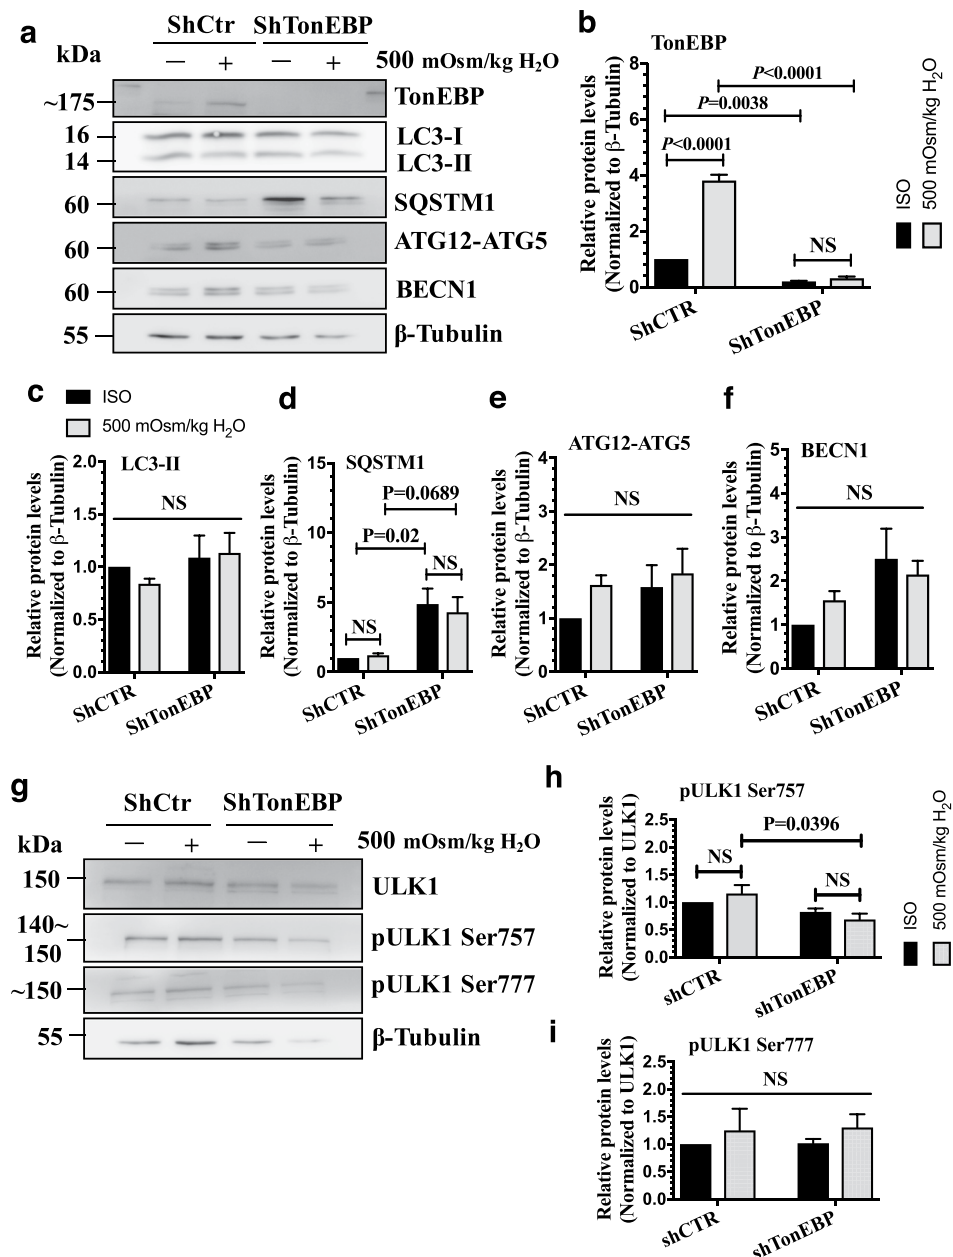 a
ShCtr ShTonEBP
kDa
— + — + 500 mOsm/kg H₂O
~175 TonEBP
16 LC3-I
14 LC3-II
60 SQSTM1
60 ATG12-ATG5
60 BECN1
55 β-Tubulin
b
TonEBP
Relative protein levels
(Normalized to β-Tubulin)
8
6
4
2
0
P<0.0001
P=0.0038
P<0.0001
NS
ShCTR
ShTonEBP
ISO
500 mOsm/kg H₂O
c
ISO
500 mOsm/kg H₂O
LC3-II
Relative protein levels
(Normalized to β-Tubulin)
2.0
1.5
1.0
0.5
0.0
NS
ShCTR
ShTonEBP
d
SQSTM1
Relative protein levels
(Normalized to β-Tubulin)
15
10
5
0
P=0.0689
P=0.02
NS
NS
ShCTR
ShTonEBP
e
ATG12-ATG5
Relative protein levels
(Normalized to β-Tubulin)
4
3
2
1
0
NS
ShCTR
ShTonEBP
f
BECN1
Relative protein levels
(Normalized to β-Tubulin)
5
4
3
2
1
0
NS
ShCTR
ShTonEBP
g
ShCtr ShTonEBP
kDa
— + — + 500 mOsm/kg H₂O
150 ULK1
140~
150 pULK1 Ser757
~150 pULK1 Ser777
55 β-Tubulin
h
pULK1 Ser757
Relative protein levels
(Normalized to ULK1)
2.5
2.0
1.5
1.0
0.5
0.0
P=0.0396
NS
NS
shCTR
shTonEBP
ISO
500 mOsm/kg H₂O
i
pULK1 Ser777
Relative protein levels
(Normalized to ULK1)
2.5
2.0
1.5
1.0
0.5
0.0
NS
shCTR
shTonEBP